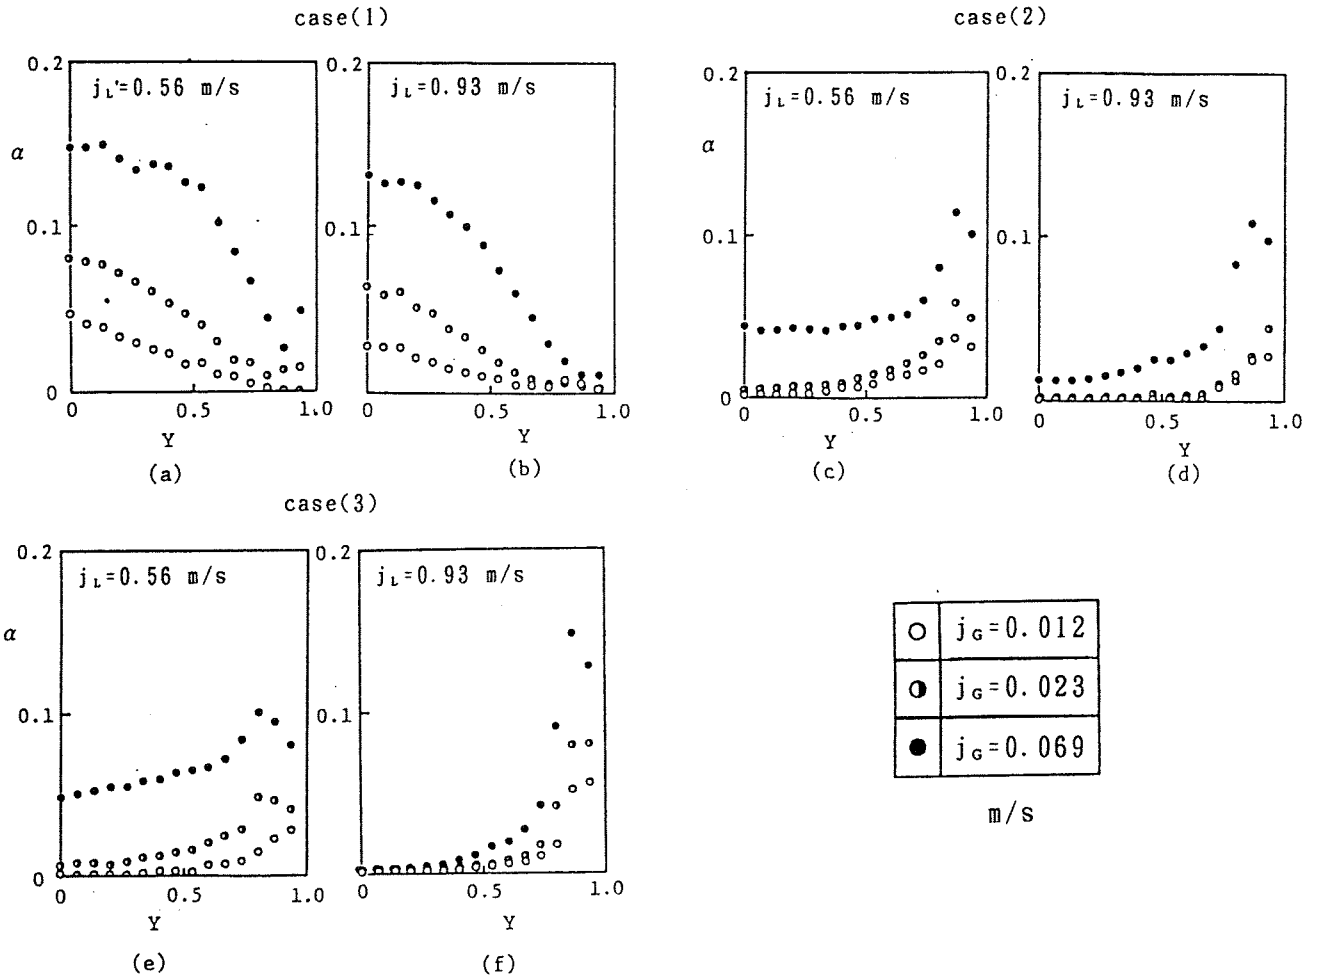 case(1)
case(2)
0.2
j_L=0.56 m/s
0.2
j_L=0.93 m/s
α
0.1
0.1
0
0
0.5
1.0
0
0
0.5
1.0
Y
Y
(a)
(b)
0.2
j_L=0.56 m/s
0.2
j_L=0.93 m/s
α
0.1
0.1
0
0
0.5
1.0
0
0
0.5
1.0
Y
Y
(c)
(d)
case(3)
0.2
j_L=0.56 m/s
0.2
j_L=0.93 m/s
α
0.1
0.1
0
0
0.5
1.0
0
0.5
1.0
Y
Y
(e)
(f)
j_G=0.012
j_G=0.023
j_G=0.069
m/s